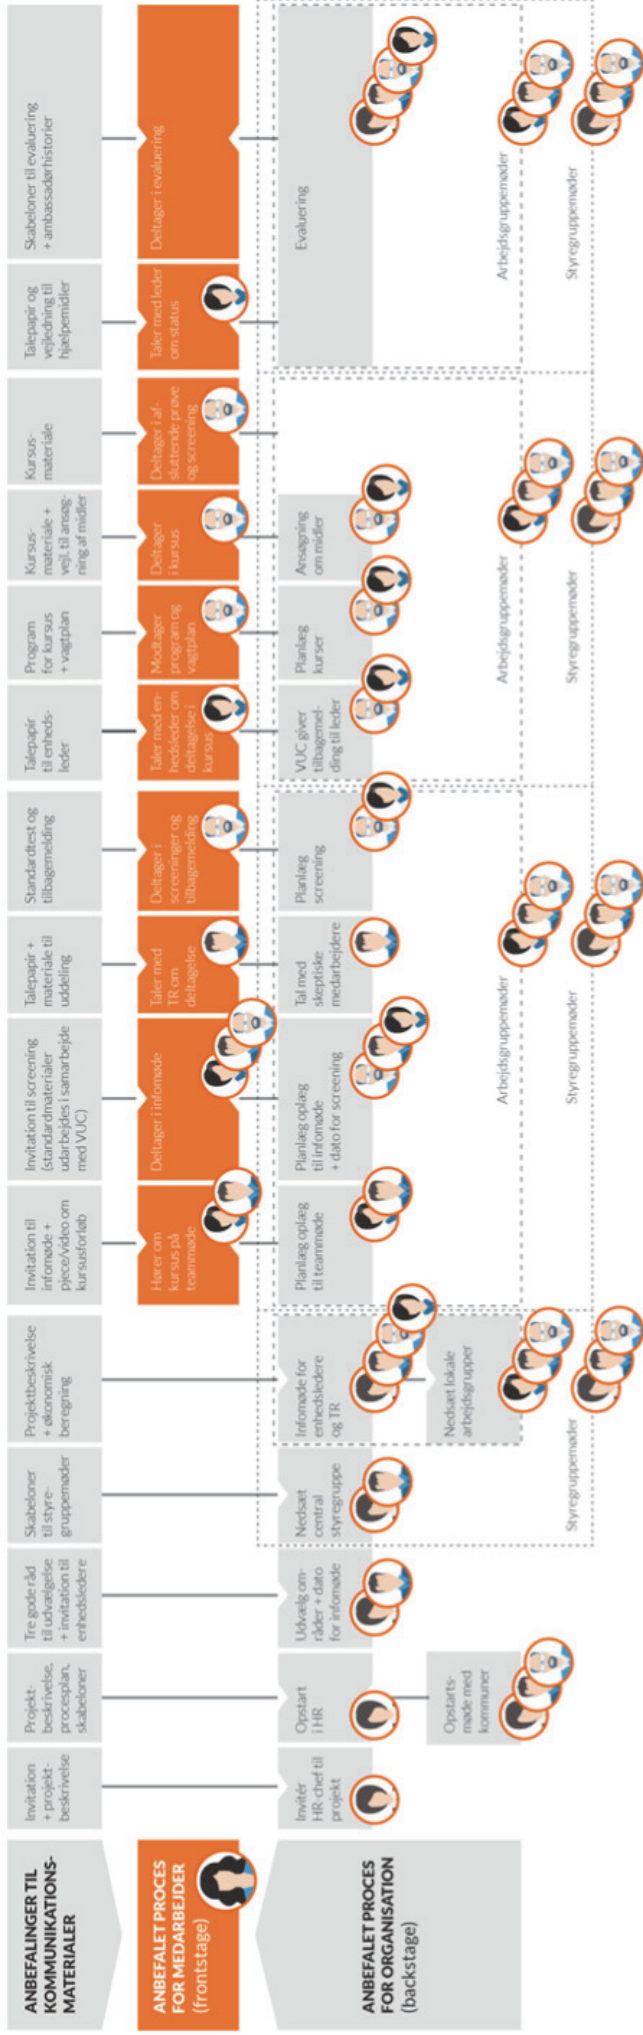 ANBEFALINGER TIL
KOMMUNIKATIONS-
MATERIALER
Invitation
+ projekt-
beskrivelse
Projekt-
beskrivelse,
procesplan,
skabeloner
Tre gode råd
til udvælgelse
+ invitation til
enhedsledere
Skabeloner
til styre-
gruppemøder
Projektbeskrivelse
+ økonomisk
beregning
Invitation til
infomøde +
pjece/video om
kursusforløb
Invitation til screening
(standardmaterialer
udarbejdes i samarbejde
med VUC)
Talepapir +
materiale til
uddeling
Standardtest og
tilbagemelding
Talepapir
til enheds-
leder
Program
for kursus
+ vagtplan
Kursus-
materiale +
vejl. til ansøg-
ning af midler
Kursus-
materiale
Talepapir og
vejledning til
hjælpemidler
Skabeloner til evaluering
+ ambassadørhistorier
ANBEFALET PROCES
FOR MEDARBEJDER
(frontstage)
Hører om
kursus på
teammøde
Deltager i infomøde
Taler med
TR om
deltagelse
Deltager i
screeninger og
tilbagemelding
Taler med en-
hedsleder om
deltagelse i
kursus
Modtager
program og
vagtplan
Deltager
i kursus
Deltager i af-
sluttende prøve
og screening
Taler med leder
om status
Deltager i evaluering
ANBEFALET PROCES
FOR ORGANISATION
(backstage)
Invitér
HR-chef til
projekt
Opstart
i HR
Opstarts-
møde med
kommuner
Udvælg om-
råder + dato
for infomøde
Nedsæt
central
styregruppe
Infomøde for
enhedsledere
og TR
Nedsæt lokale
arbejdsgrupper
Styregruppemøder
Planlæg oplæg
til teammøde
Planlæg oplæg
til infomøde
+ dato for screening
Tal med
skeptiske
medarbejdere
Planlæg
screening
Arbejdsgruppemøder
Styregruppemøder
VUC giver
tilbagemel-
ding til leder
Planlæg
kurser
Ansøgning
om midler
Arbejdsgruppemøder
Styregruppemøder
Evaluering
Arbejdsgruppemøder
Styregruppemøder